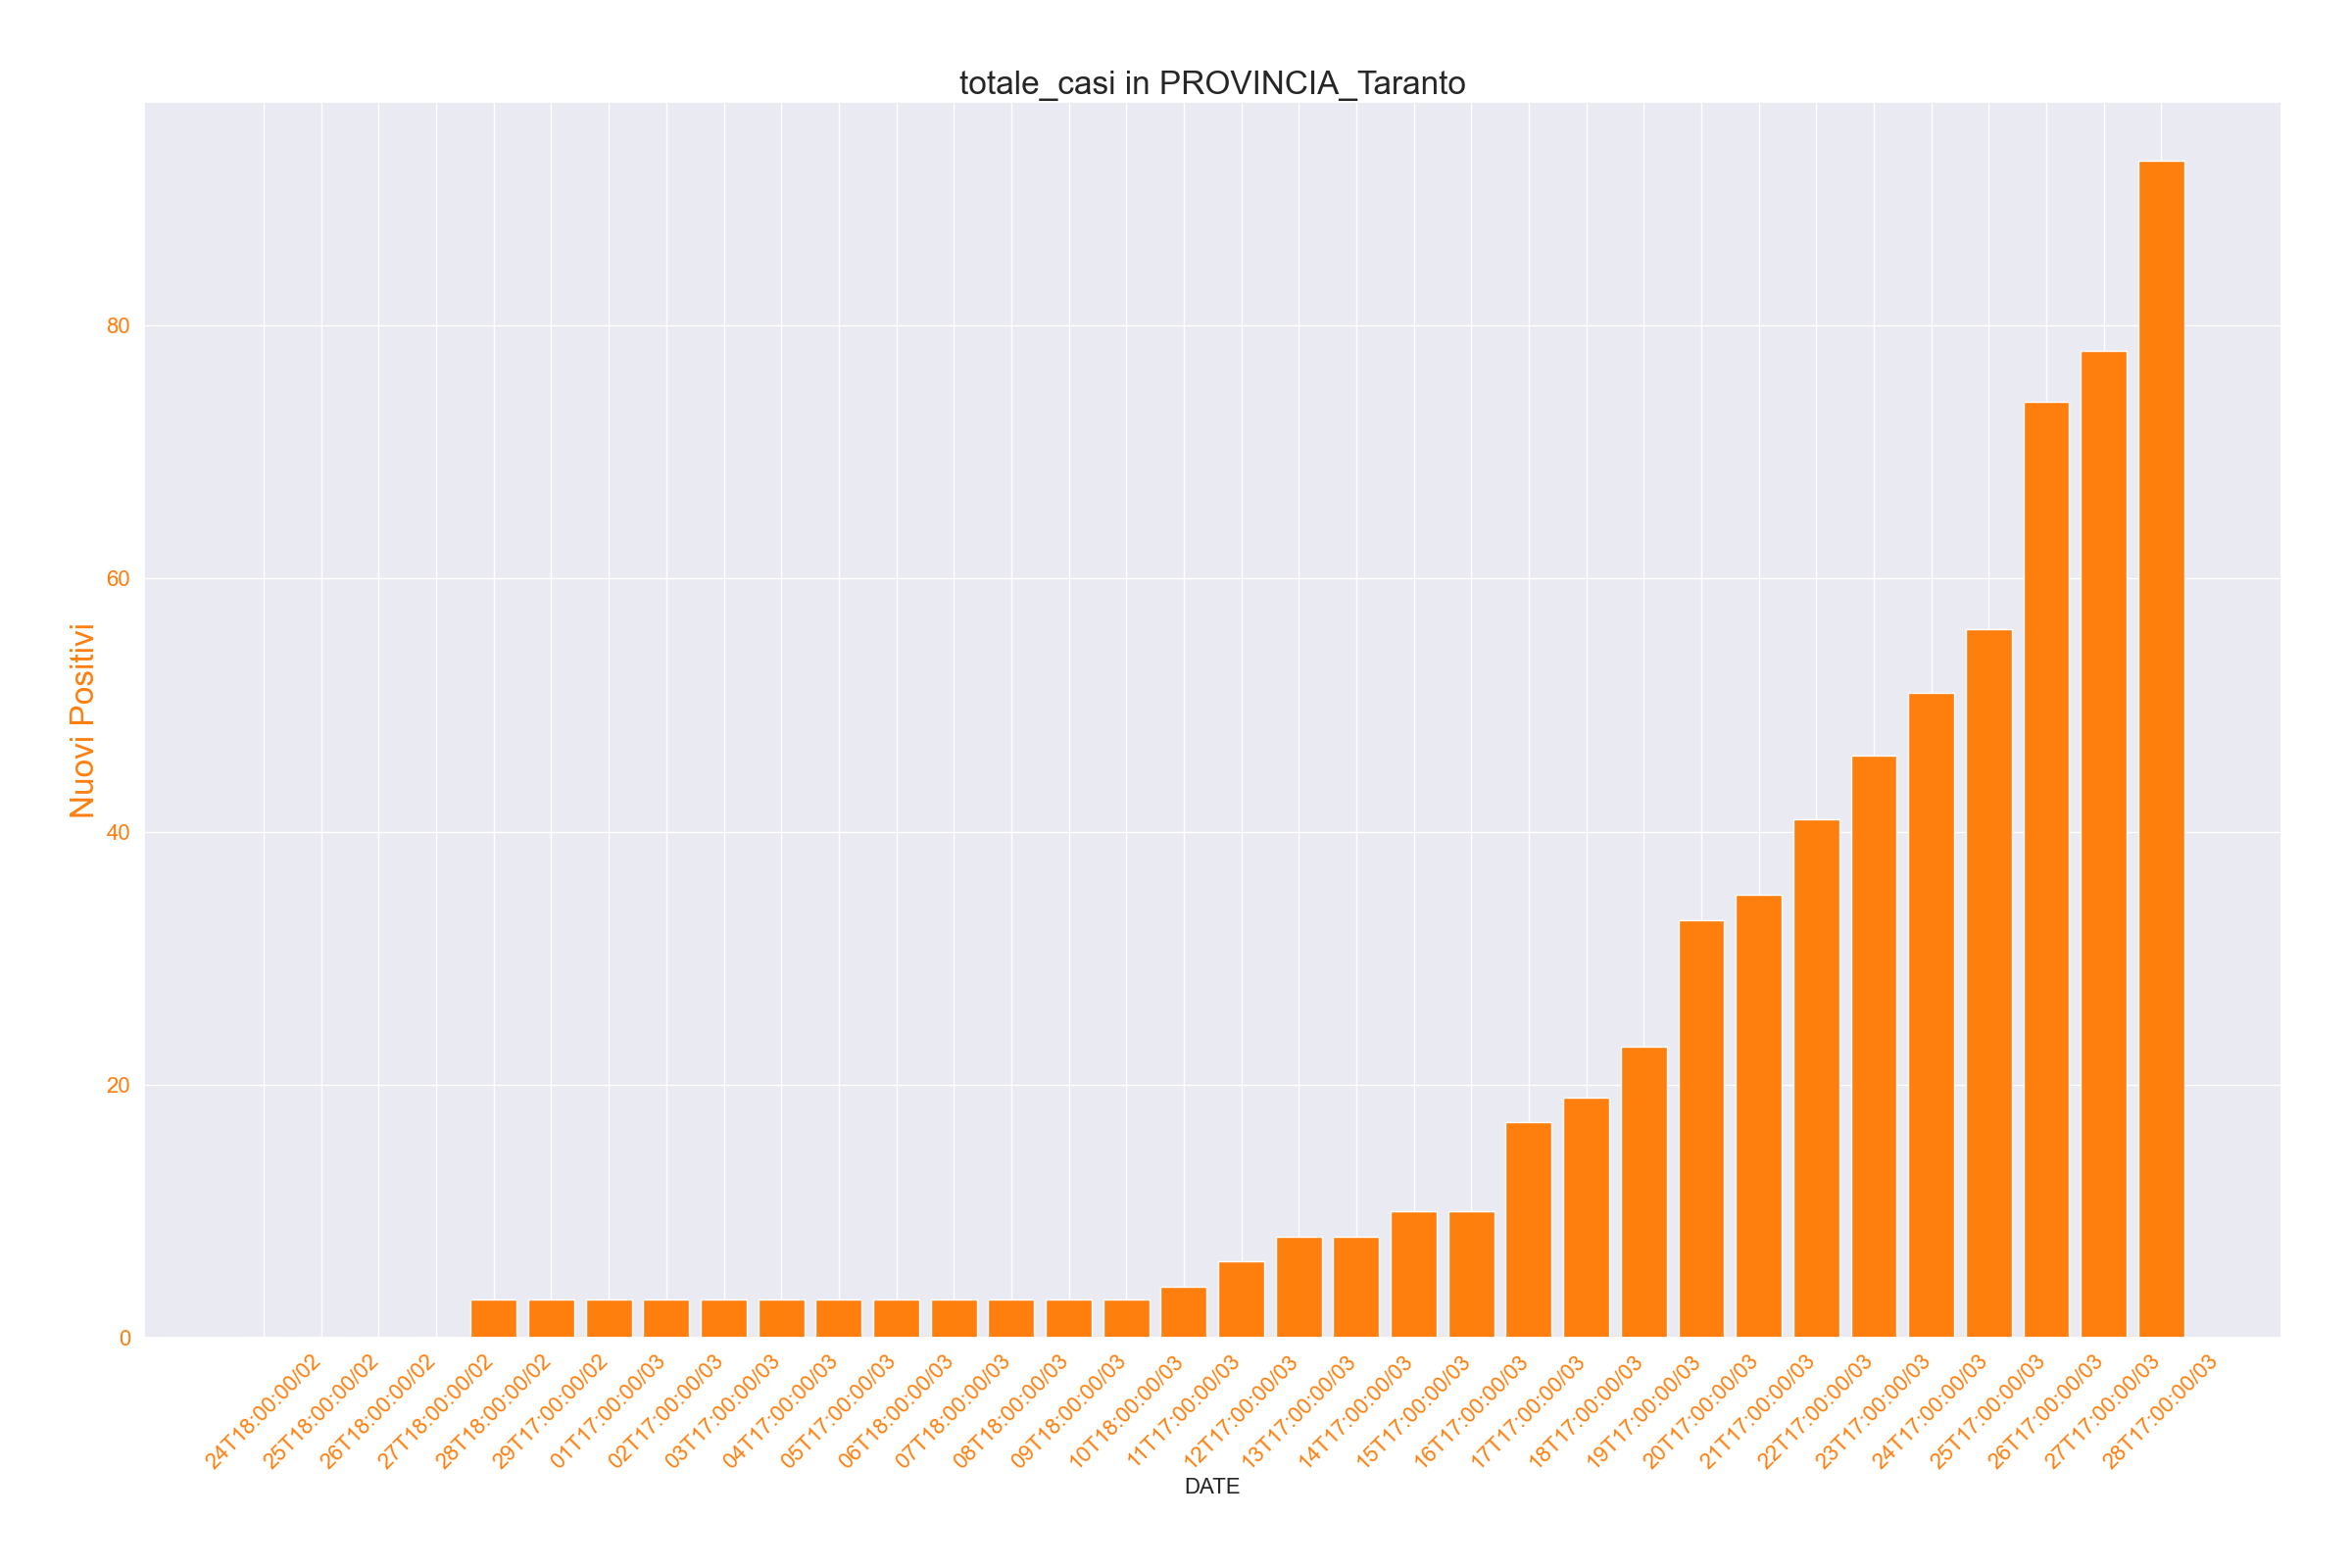 totale_casi in PROVINCIA_Taranto
Nuovi Positivi
80
60
40
20
0
24T18:00:00/02
25T18:00:00/02
26T18:00:00/02
27T18:00:00/02
28T18:00:00/02
29T17:00:00/02
01T17:00:00/03
02T17:00:00/03
03T17:00:00/03
04T17:00:00/03
05T17:00:00/03
06T18:00:00/03
07T18:00:00/03
08T18:00:00/03
09T18:00:00/03
10T18:00:00/03
11T17:00:00/03
12T17:00:00/03
13T17:00:00/03
14T17:00:00/03
15T17:00:00/03
16T17:00:00/03
17T17:00:00/03
18T17:00:00/03
19T17:00:00/03
20T17:00:00/03
21T17:00:00/03
22T17:00:00/03
23T17:00:00/03
24T17:00:00/03
25T17:00:00/03
26T17:00:00/03
27T17:00:00/03
28T17:00:00/03
DATE